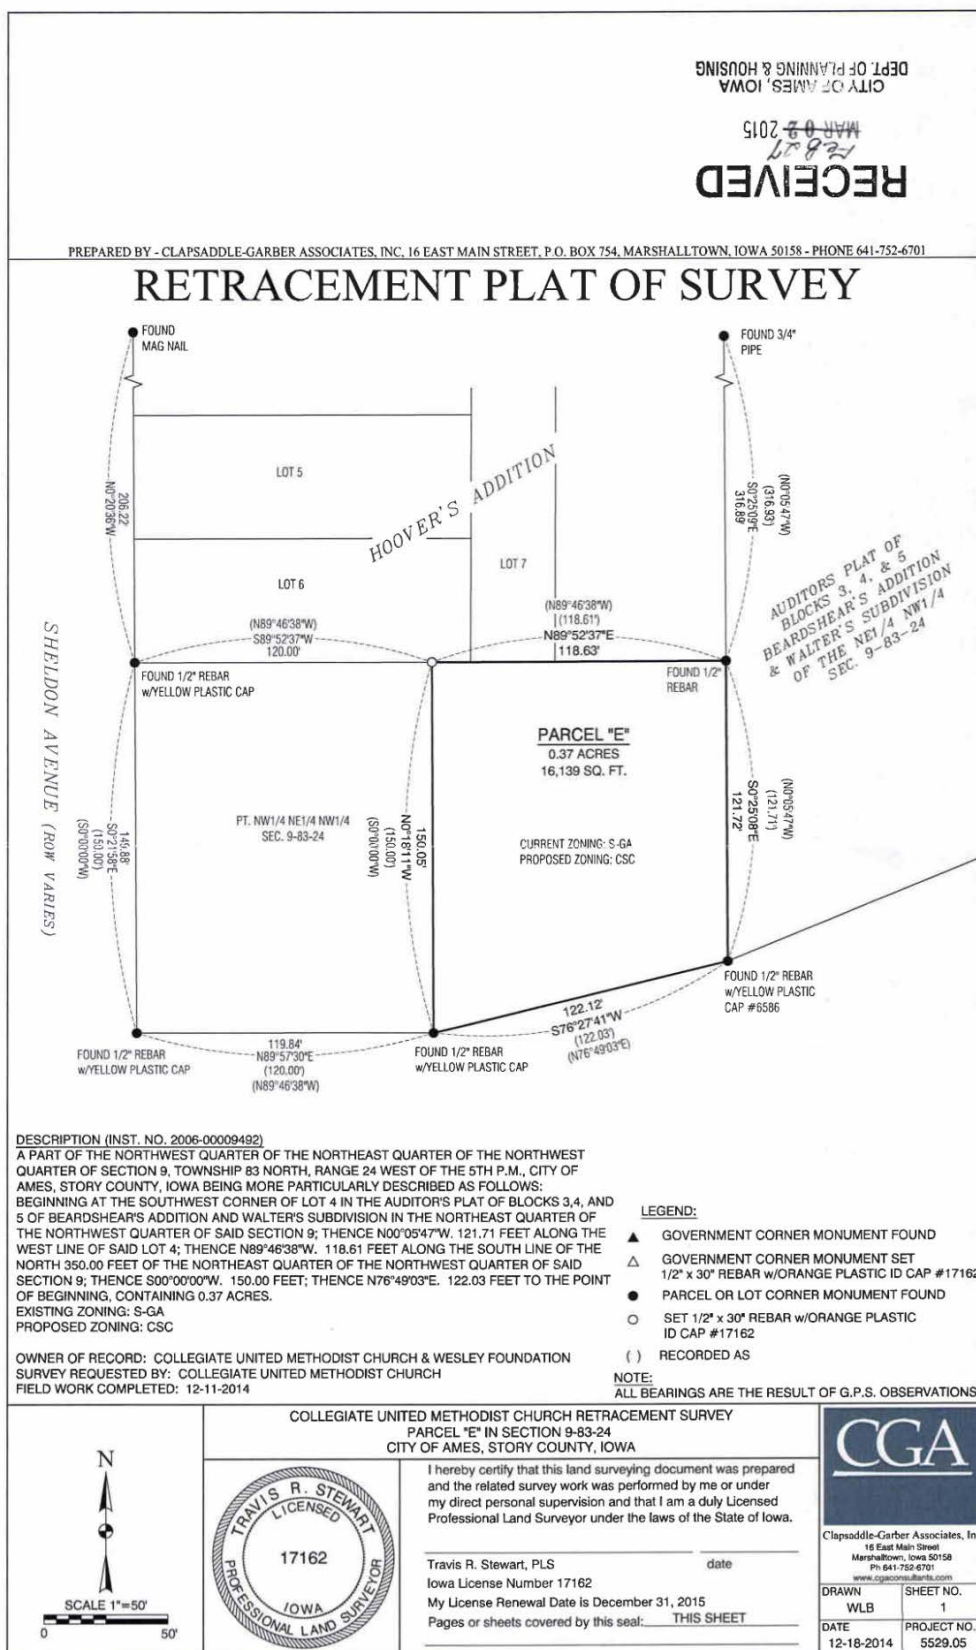 DEPT. OF PLANNING & HOUSING
CITY OF AMES, IOWA
MAR 02 2015
FEB 27
RECEIVED
PREPARED BY - CLAPSADDLE-GARBER ASSOCIATES, INC, 16 EAST MAIN STREET, P.O. BOX 754, MARSHALLTOWN, IOWA 50158 - PHONE 641-752-6701
RETRACEMENT PLAT OF SURVEY
FOUND
MAG NAIL
FOUND 3/4"
PIPE
206.22'
N0°20'36"W
LOT 5
HOOVER'S ADDITION
LOT 6
LOT 7
(N0°05'47"W)
(316.93)
S0°25'09"E
316.89'
AUDITORS PLAT OF
BLOCKS 3, 4, & 5
BEARDSHEAR'S ADDITION
& WALTER'S SUBDIVISION
OF THE NE1/4 NW1/4
SEC. 9-83-24
(N89°46'38"W)
S89°52'37"W
120.00'
(N89°46'38"W)
(118.61')
N89°52'37"E
118.63'
FOUND 1/2" REBAR
w/YELLOW PLASTIC CAP
FOUND 1/2"
REBAR
SHELDON AVENUE (ROW VARIES)
PARCEL "E"
0.37 ACRES
16,139 SQ. FT.
PT. NW1/4 NE1/4 NW1/4
SEC. 9-83-24
CURRENT ZONING: S-GA
PROPOSED ZONING: CSC
149.88'
S0°21'58"E
(150.00')
(S0°00'00"W)
150.05'
N0°18'11"W
(150.00')
(S0°00'00"W)
(N0°05'47"W)
(121.71')
S0°25'08"E
121.72'
FOUND 1/2" REBAR
w/YELLOW PLASTIC
CAP #6586
122.12'
S76°27'41"W
(122.03')
(N76°49'03"E)
FOUND 1/2" REBAR
w/YELLOW PLASTIC CAP
119.84'
N89°57'30"E
(120.00')
(N89°46'38"W)
FOUND 1/2" REBAR
w/YELLOW PLASTIC CAP
DESCRIPTION (INST. NO. 2006-00009492)
A PART OF THE NORTHWEST QUARTER OF THE NORTHEAST QUARTER OF THE NORTHWEST
QUARTER OF SECTION 9, TOWNSHIP 83 NORTH, RANGE 24 WEST OF THE 5TH P.M., CITY OF
AMES, STORY COUNTY, IOWA BEING MORE PARTICULARLY DESCRIBED AS FOLLOWS:
BEGINNING AT THE SOUTHWEST CORNER OF LOT 4 IN THE AUDITOR'S PLAT OF BLOCKS 3,4, AND
5 OF BEARDSHEAR'S ADDITION AND WALTER'S SUBDIVISION IN THE NORTHEAST QUARTER OF
THE NORTHWEST QUARTER OF SAID SECTION 9; THENCE N00°05'47"W. 121.71 FEET ALONG THE
WEST LINE OF SAID LOT 4; THENCE N89°46'38"W. 118.61 FEET ALONG THE SOUTH LINE OF THE
NORTH 350.00 FEET OF THE NORTHEAST QUARTER OF THE NORTHWEST QUARTER OF SAID
SECTION 9; THENCE S00°00'00"W. 150.00 FEET; THENCE N76°49'03"E. 122.03 FEET TO THE POINT
OF BEGINNING, CONTAINING 0.37 ACRES.
EXISTING ZONING: S-GA
PROPOSED ZONING: CSC
OWNER OF RECORD: COLLEGIATE UNITED METHODIST CHURCH & WESLEY FOUNDATION
SURVEY REQUESTED BY: COLLEGIATE UNITED METHODIST CHURCH
FIELD WORK COMPLETED: 12-11-2014
LEGEND:
GOVERNMENT CORNER MONUMENT FOUND
GOVERNMENT CORNER MONUMENT SET
1/2" x 30" REBAR w/ORANGE PLASTIC ID CAP #17162
PARCEL OR LOT CORNER MONUMENT FOUND
SET 1/2" x 30" REBAR w/ORANGE PLASTIC
ID CAP #17162
( ) RECORDED AS
NOTE:
ALL BEARINGS ARE THE RESULT OF G.P.S. OBSERVATIONS
COLLEGIATE UNITED METHODIST CHURCH RETRACEMENT SURVEY
PARCEL "E" IN SECTION 9-83-24
CITY OF AMES, STORY COUNTY, IOWA
N
SCALE 1"=50'
0 50'
TRAVIS R. STEWART
LICENSED
17162
IOWA
PROFESSIONAL LAND SURVEYOR
I hereby certify that this land surveying document was prepared
and the related survey work was performed by me or under
my direct personal supervision and that I am a duly Licensed
Professional Land Surveyor under the laws of the State of Iowa.
Travis R. Stewart, PLS date
Iowa License Number 17162
My License Renewal Date is December 31, 2015
Pages or sheets covered by this seal: THIS SHEET
CGA
Clapsaddle-Garber Associates, In
16 East Main Street
Marshalltown, Iowa 50158
Ph 641-752-6701
www.cgaconsultants.com
DRAWN
WLB
SHEET NO.
1
DATE
12-18-2014
PROJECT NO.
5529.05